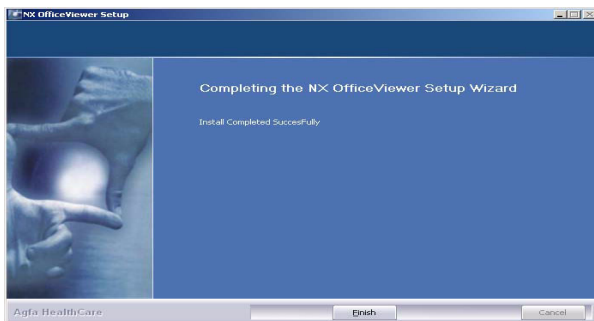 NX OfficeViewer Setup
Completing the NX OfficeViewer Setup Wizard
Install Completed SuccesFully
Agfa HealthCare
Finish
Cancel